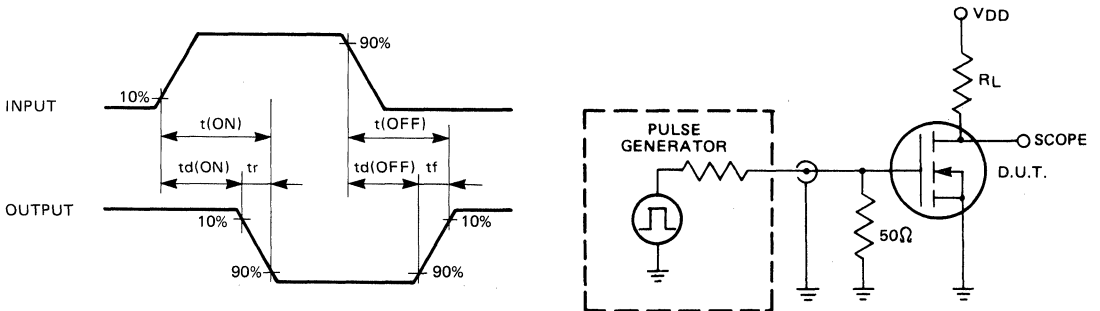 INPUT
10%
90%
t(ON)
t(OFF)
td(ON) tr
td(OFF) tf
OUTPUT
10%
90%
90%
10%
PULSE
GENERATOR
VDD
RL
SCOPE
D.U.T.
50Ω